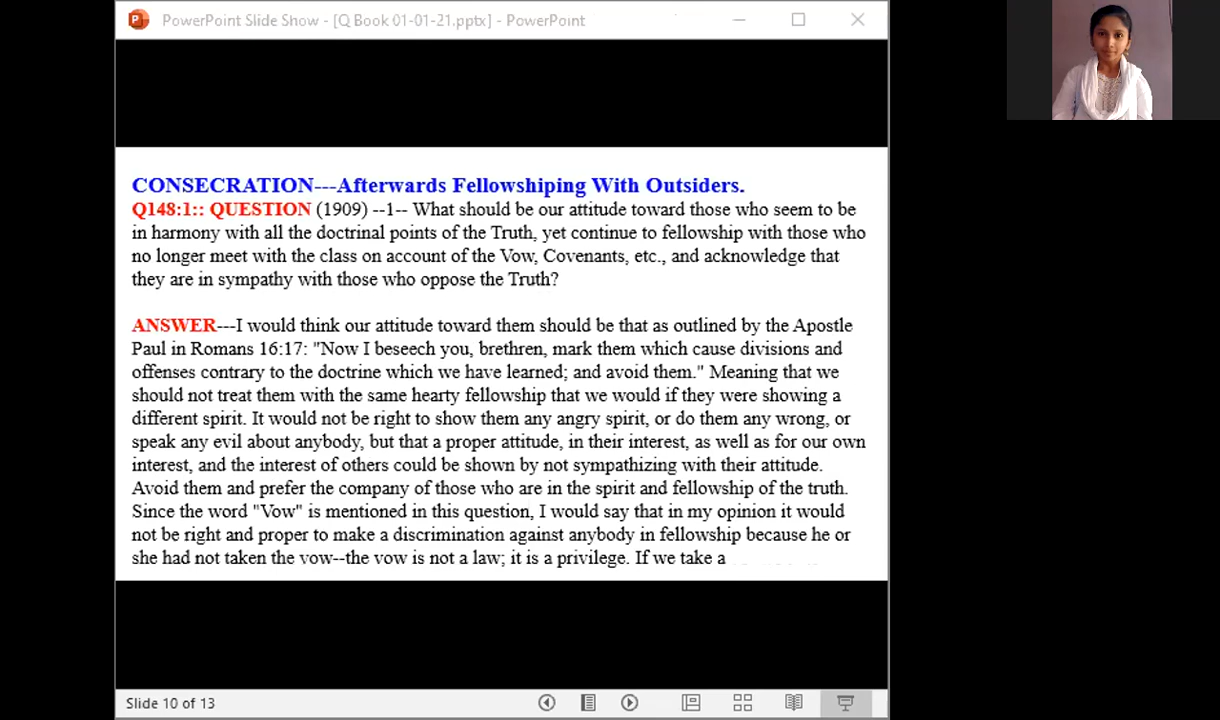 PowerPoint Slide Show - [Q Book 01-01-21.pptx] - PowerPoint
CONSECRATION---Afterwards Fellowshiping With Outsiders.
Q148:1:: QUESTION (1909) --1-- What should be our attitude toward those who seem to be
in harmony with all the doctrinal points of the Truth, yet continue to fellowship with those who
no longer meet with the class on account of the Vow, Covenants, etc., and acknowledge that
they are in sympathy with those who oppose the Truth?
ANSWER---I would think our attitude toward them should be that as outlined by the Apostle
Paul in Romans 16:17: "Now I beseech you, brethren, mark them which cause divisions and
offenses contrary to the doctrine which we have learned; and avoid them." Meaning that we
should not treat them with the same hearty fellowship that we would if they were showing a
different spirit. It would not be right to show them any angry spirit, or do them any wrong, or
speak any evil about anybody, but that a proper attitude, in their interest, as well as for our own
interest, and the interest of others could be shown by not sympathizing with their attitude.
Avoid them and prefer the company of those who are in the spirit and fellowship of the truth.
Since the word "Vow" is mentioned in this question, I would say that in my opinion it would
not be right and proper to make a discrimination against anybody in fellowship because he or
she had not taken the vow--the vow is not a law; it is a privilege. If we take a
Slide 10 of 13